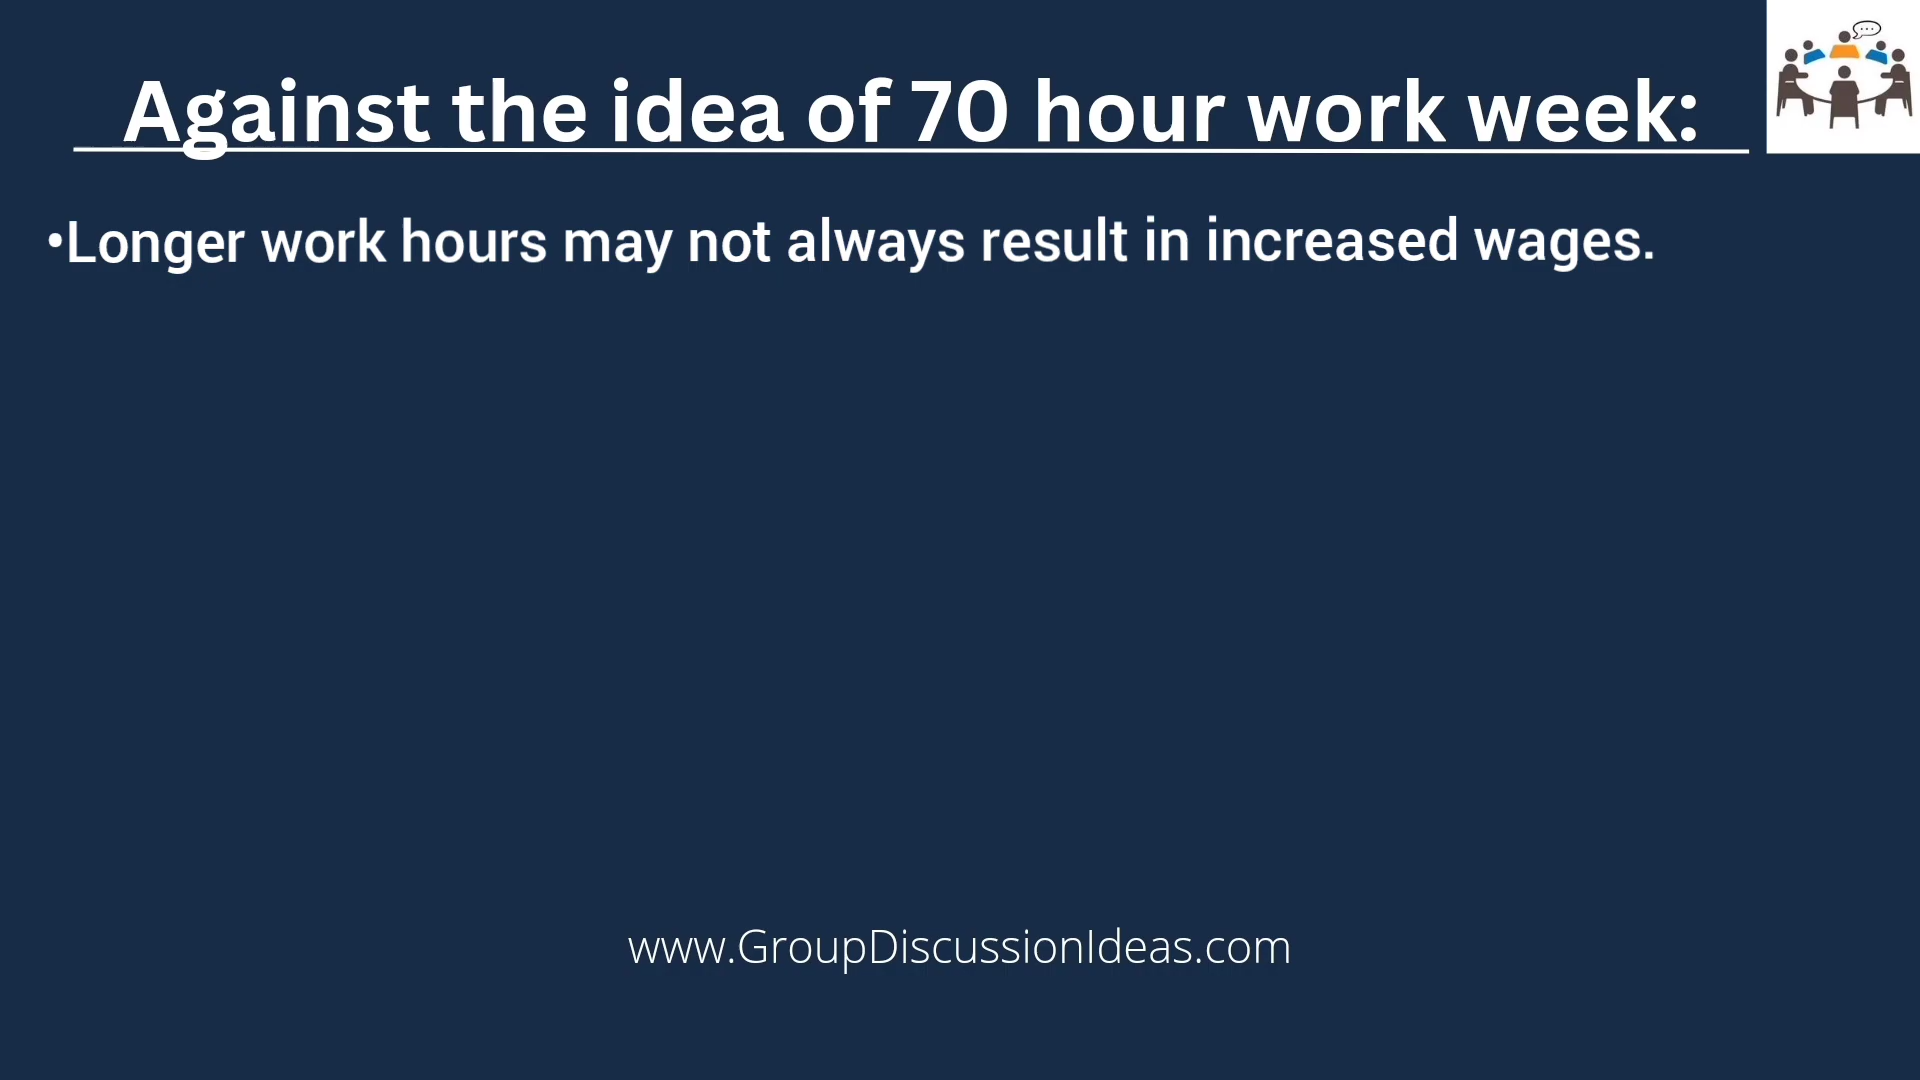 Against the idea of 70 hour work week:
•Longer work hours may not always result in increased wages.
www.GroupDiscussionIdeas.com